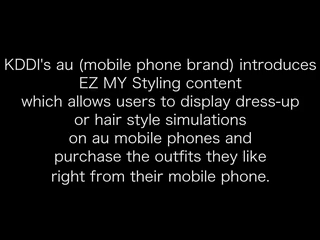 KDDI's au (mobile phone brand) introduces
EZ MY Styling content
which allows users to display dress-up
or hair style simulations
on au mobile phones and
purchase the outfits they like
right from their mobile phone.